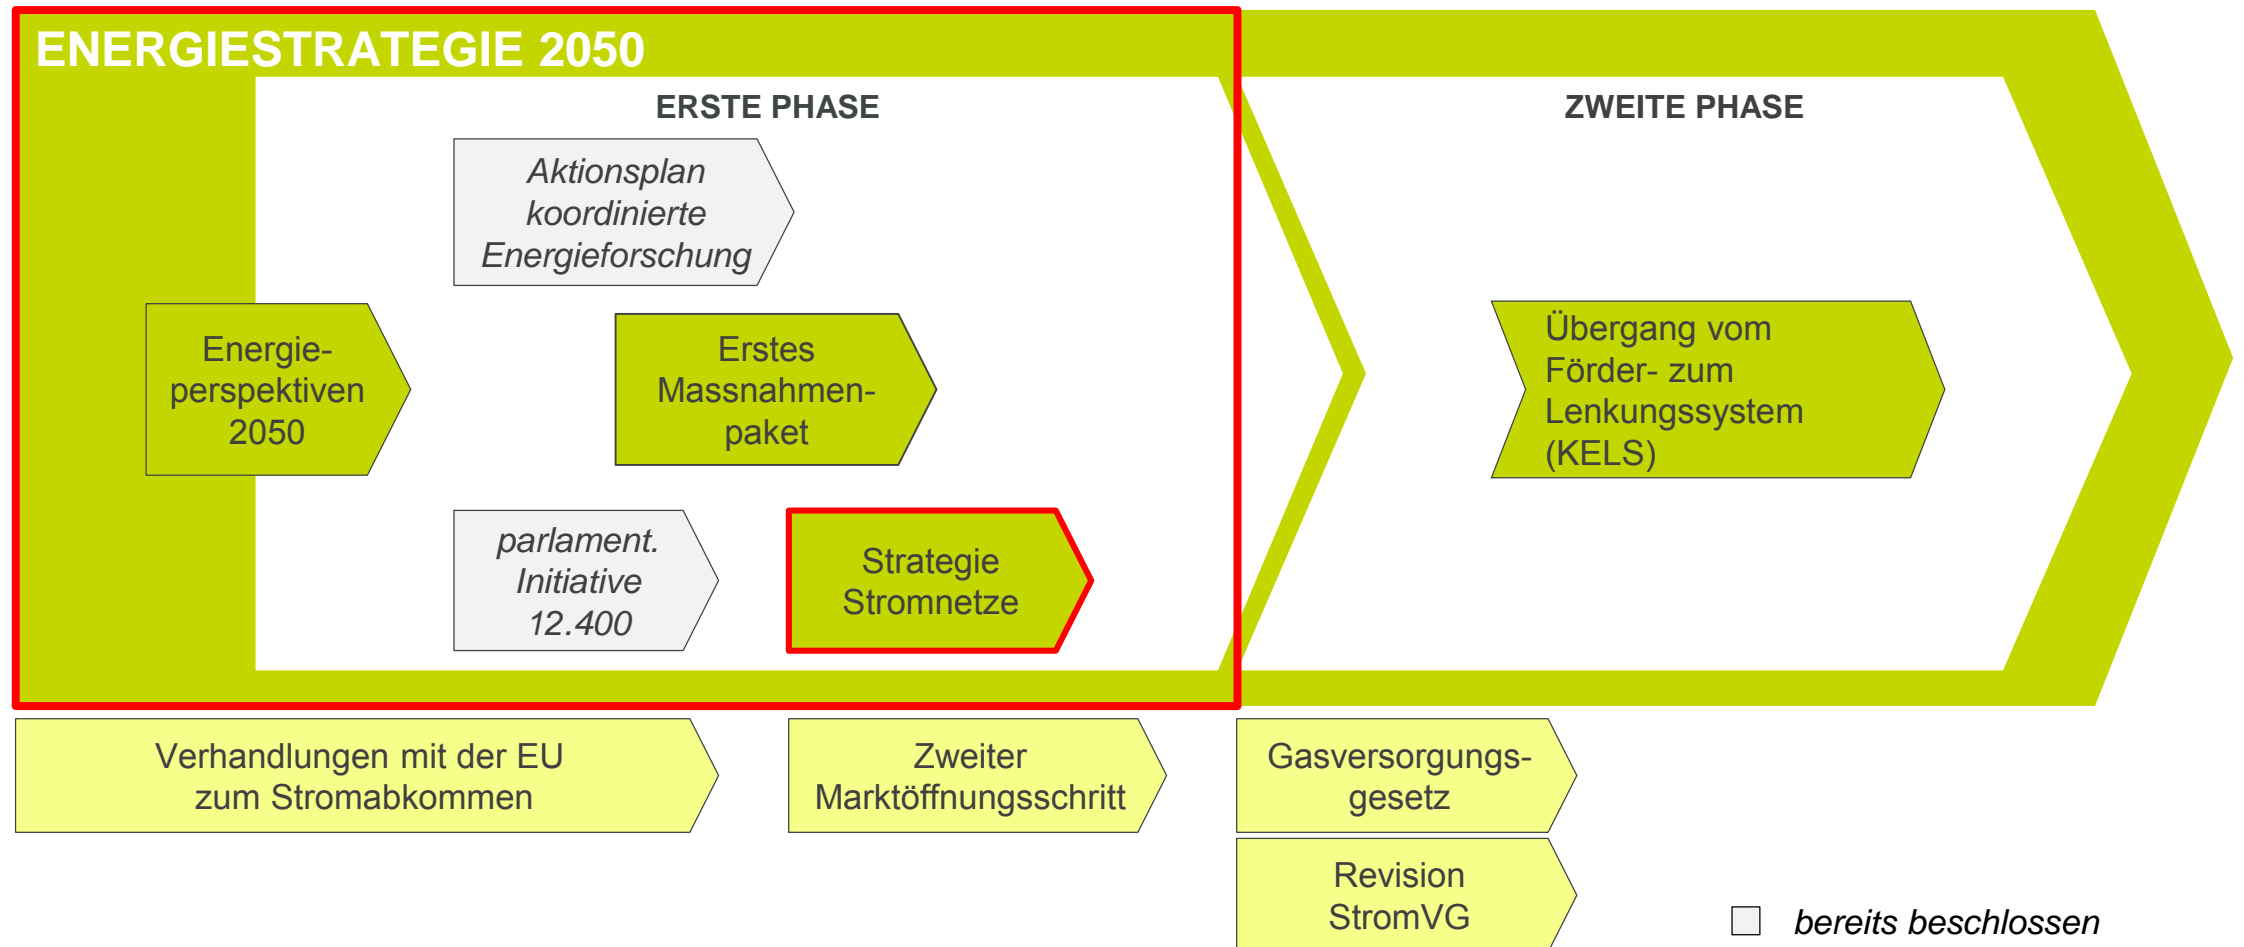 ENERGIESTRATEGIE 2050
ERSTE PHASE
ZWEITE PHASE
Aktionsplan
koordinierte
Energieforschung
Energie-
perspektiven
2050
Erstes
Massnahmen-
paket
Übergang vom
Förder- zum
Lenkungssystem
(KELS)
parlament.
Initiative
12.400
Strategie
Stromnetze
Verhandlungen mit der EU
zum Stromabkommen
Zweiter
Marktöffnungsschritt
Gasversorgungs-
gesetz
Revision
StromVG
bereits beschlossen